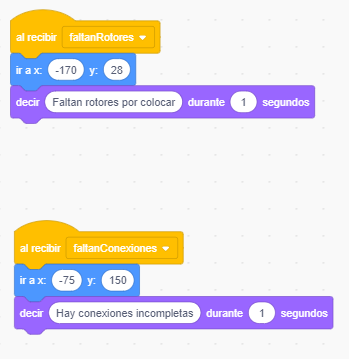 al recibir faltanRotores
ir a x: -170 y: 28
decir Faltan rotores por colocar durante 1 segundos
al recibir faltanConexiones
ir a x: -75 y: 150
decir Hay conexiones incompletas durante 1 segundos